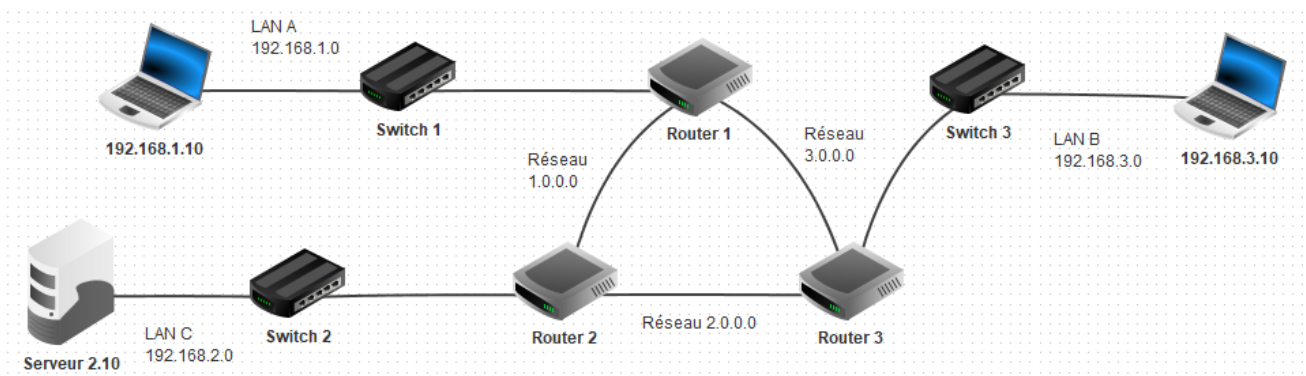 LAN A
192.168.1.0
192.168.1.10
Switch 1
Router 1
Réseau
1.0.0.0
Réseau
3.0.0.0
Switch 3
LAN B
192.168.3.0
192.168.3.10
Serveur 2.10
LAN C
192.168.2.0
Switch 2
Router 2
Réseau 2.0.0.0
Router 3